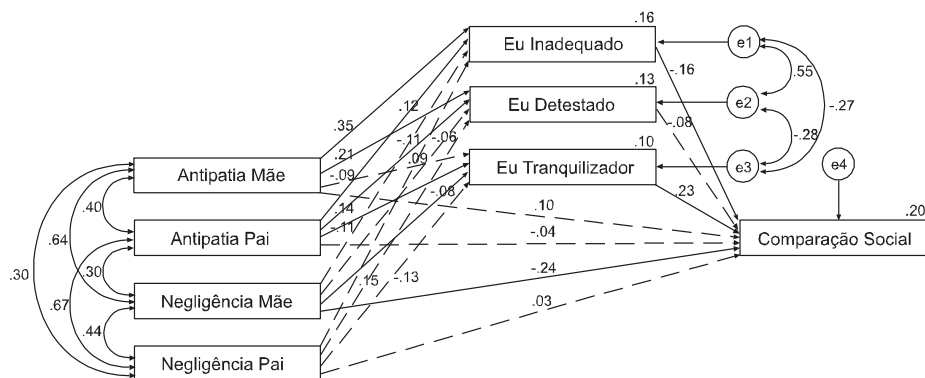 .16
Eu Inadequado
e1
-.16
.13
.55
.12
Eu Detestado
e2
-.27
.35
-.11
-.06
-.08
.10
-.28
.21
.09
Eu Tranquilizador
e3
e4
Antipatia Mãe
-.09
-.08
.23
.40
.14
.10
.20
Antipatia Pai
-.11
-.04
Comparação Social
.64
.30
.30
.15
-.13
-.24
.67
Negligência Mãe
.03
.44
Negligência Pai